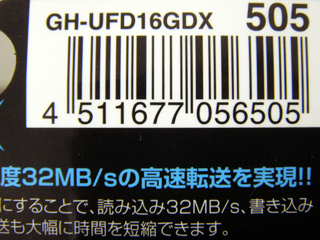 GH-UFD16GDX 505
4 511677 056505
度32MB/sの高速転送を実現!!
にすることで、読み込み32MB/s、書き込み
送も大幅に時間を短縮できます。